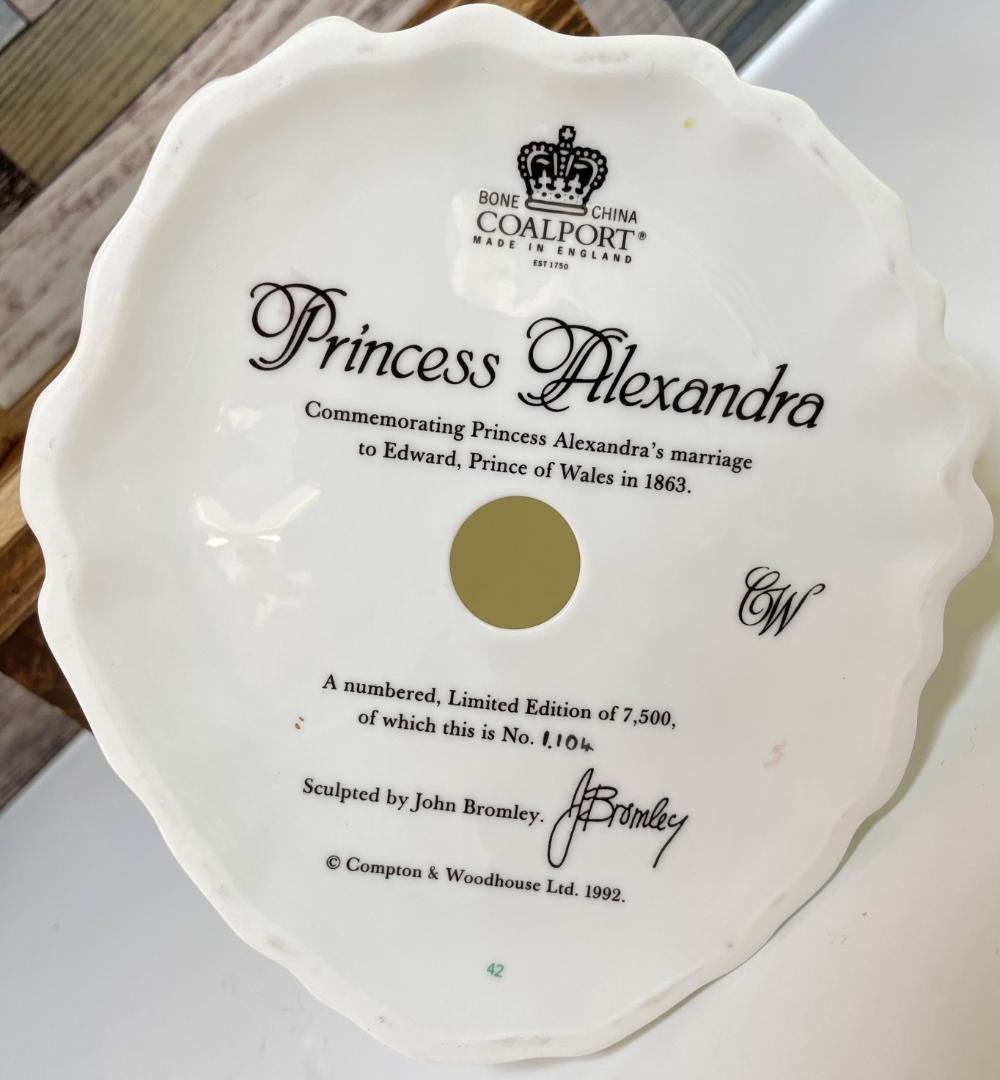 BONE CHINA
COALPORT®
MADE IN ENGLAND
EST 1750
Princess Alexandra
Commemorating Princess Alexandra's marriage
to Edward, Prince of Wales in 1863.
CW
A numbered, Limited Edition of 7,500,
of which this is No. 1,104
Sculpted by John Bromley. JBromley
© Compton & Woodhouse Ltd. 1992.
42